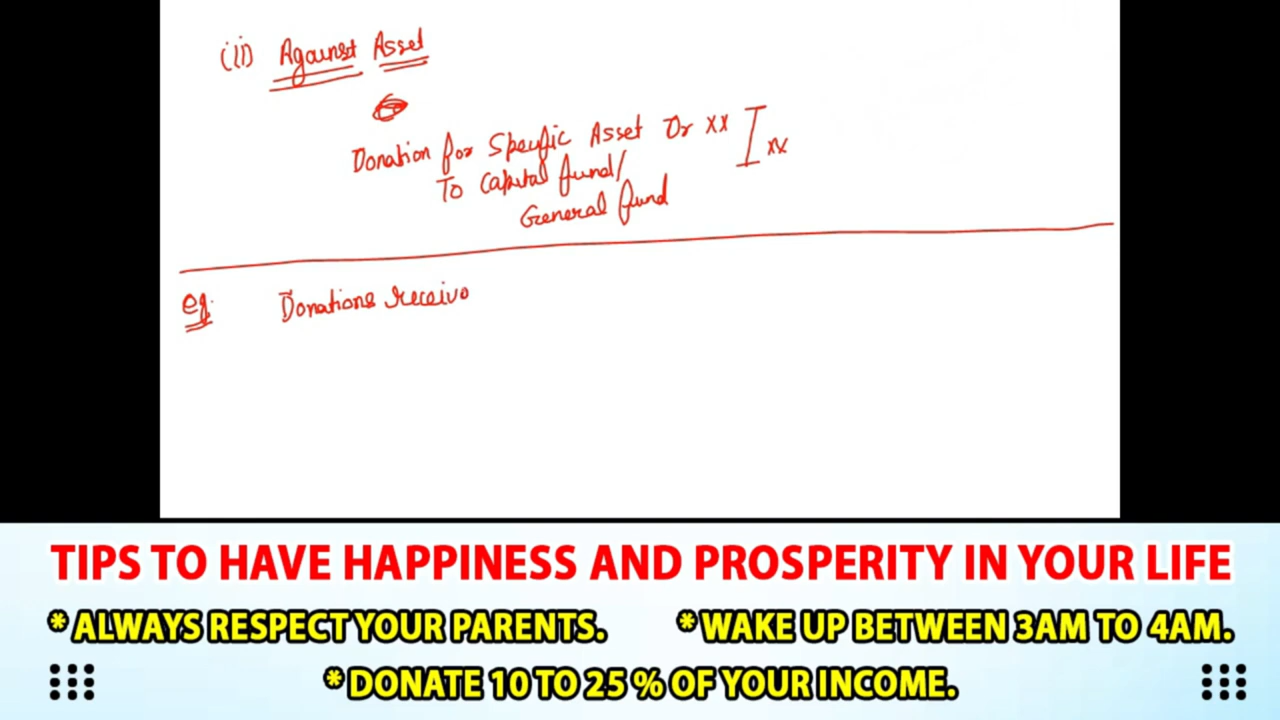 (ii) Against Asset
Donation for Specific Asset Dr xx I xx
To Capital fund/
General fund
eg. Donations receive
TIPS TO HAVE HAPPINESS AND PROSPERITY IN YOUR LIFE
* ALWAYS RESPECT YOUR PARENTS. * WAKE UP BETWEEN 3AM TO 4AM.
* DONATE 10 TO 25 % OF YOUR INCOME.